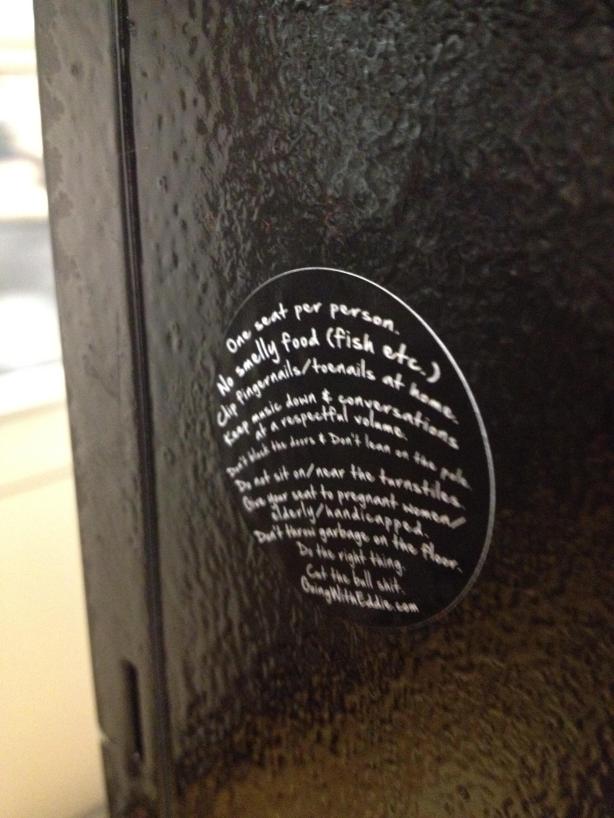 One seat per person.
No smelly food (fish etc.)
Clip fingernails/toenails at home.
Keep music down & conversations
at a respectful volume.
Don't block the doors & Don't lean on the pole.
Do not sit on/near the turnstiles.
Give your seat to pregnant women/
elderly/handicapped.
Don't throw garbage on the floor.
Do the right thing.
Cut the bull shit.
GoingWithEddie.com